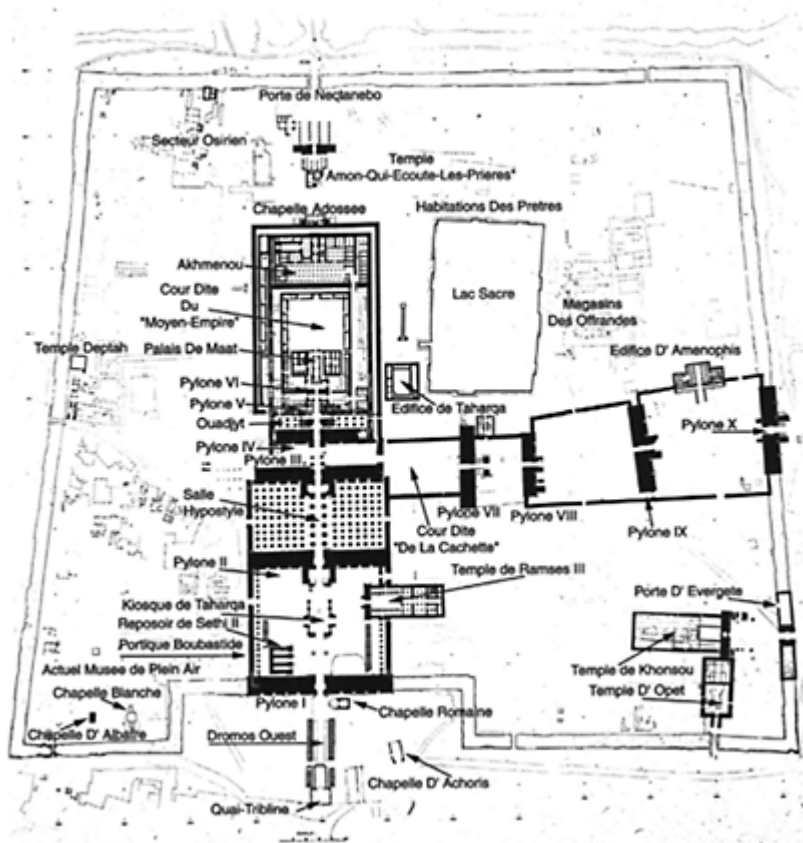 Porte de Nectanebo
Secteur Osirien
Temple
"D'Amon-Qui-Ecoute-Les-Prieres"
Chapelle Adossee
Habitations Des Pretres
Akhmenou
Cour Dite
Du
"Moyen-Empire"
Lac Sacre
Magasins
Des Offrandes
Temple Deptah
Palais De Maat
Edifice D' Amenophis
Pylone VI
Pylone V
Edifice de Taharqa
Ouadjyt
Pylone X
Pylone IV
Pylone III
Salle
Hypostyle
Pylone VII
Pylone VIII
Cour Dite
"De La Cachette"
Pylone IX
Pylone II
Temple de Ramses III
Kiosque de Taharqa
Porte D' Evergete
Reposoir de Sethi II
Portique Boubastide
Actuel Musee de Plein Air
Temple de Khonsou
Chapelle Blanche
Temple D' Opet
Pylone I
Chapelle Romaine
Chapelle D' Albatre
Dromos Ouest
Chapelle D' Achoris
Quai-Tribline